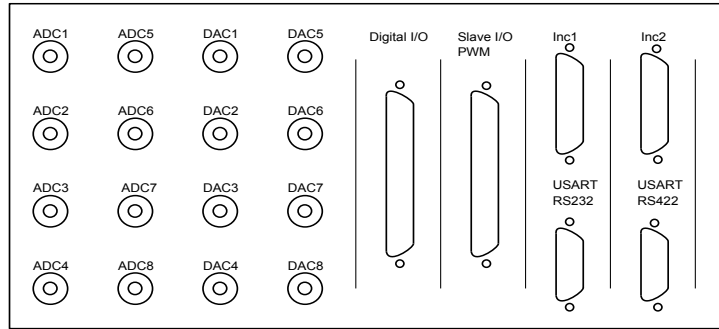 ADC1 ADC5 DAC1 DAC5 Digital I/O Slave I/O Inc1 Inc2
PWM
ADC2 ADC6 DAC2 DAC6
ADC3 ADC7 DAC3 DAC7 USART USART
RS232 RS422
ADC4 ADC8 DAC4 DAC8